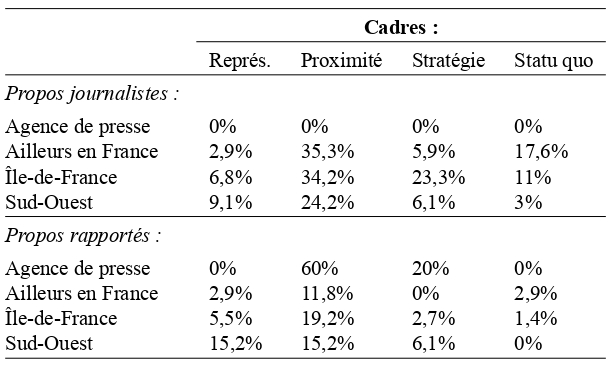 Cadres :
Représ. Proximité Stratégie Statu quo
Propos journalistes :
Agence de presse 0% 0% 0% 0%
Ailleurs en France 2,9% 35,3% 5,9% 17,6%
Île-de-France 6,8% 34,2% 23,3% 11%
Sud-Ouest 9,1% 24,2% 6,1% 3%
Propos rapportés :
Agence de presse 0% 60% 20% 0%
Ailleurs en France 2,9% 11,8% 0% 2,9%
Île-de-France 5,5% 19,2% 2,7% 1,4%
Sud-Ouest 15,2% 15,2% 6,1% 0%